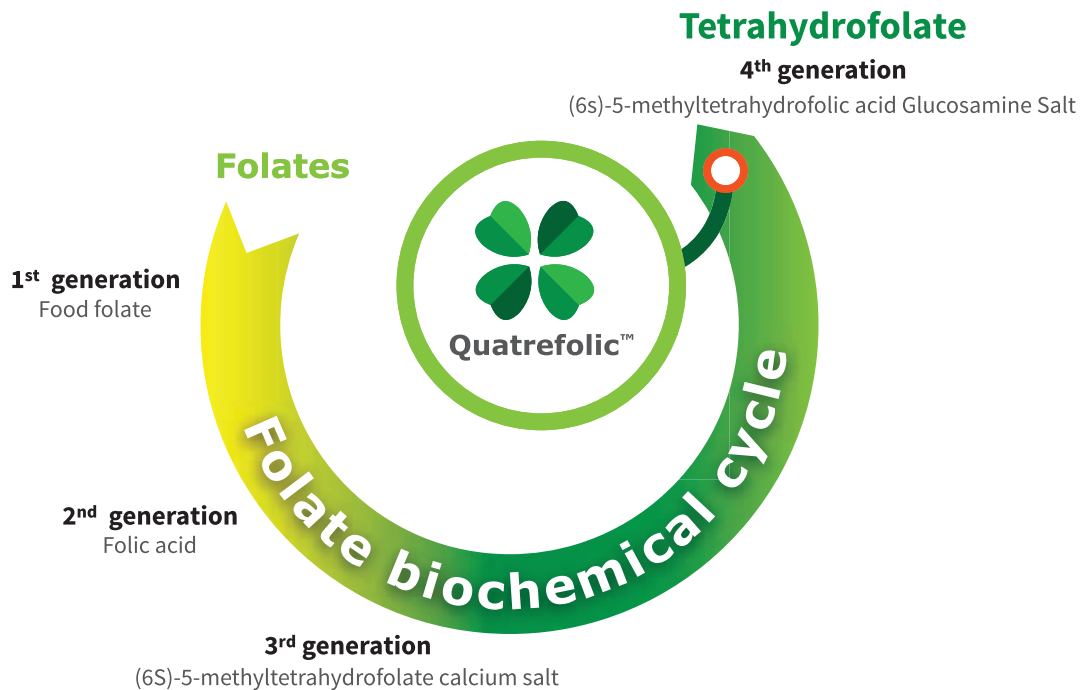 Tetrahydrofolate
4th generation
(6s)-5-methyltetrahydrofolic acid Glucosamine Salt
Folates
1st generation
Food folate
Quatrefolic™
2nd generation
Folic acid
Folate biochemical cycle
3rd generation
(6S)-5-methyltetrahydrofolate calcium salt